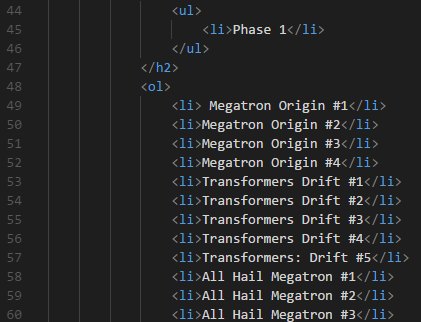 44 <ul>
45 <li>Phase 1</li>
46 </ul>
47 </h2>
48 <ol>
49 <li> Megatron Origin #1</li>
50 <li>Megatron Origin #2</li>
51 <li>Megatron Origin #3</li>
52 <li>Megatron Origin #4</li>
53 <li>Transformers Drift #1</li>
54 <li>Transformers Drift #2</li>
55 <li>Transformers Drift #3</li>
56 <li>Transformers Drift #4</li>
57 <li>Transformers: Drift #5</li>
58 <li>All Hail Megatron #1</li>
59 <li>All Hail Megatron #2</li>
60 <li>All Hail Megatron #3</li>